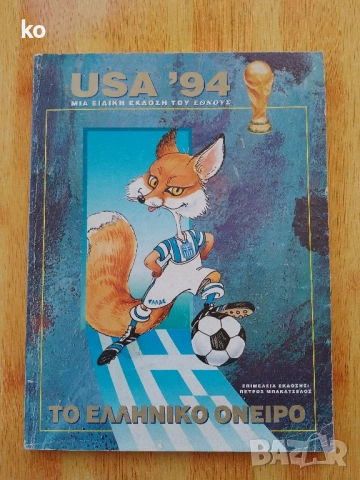 ko
USA '94
ΜΙΑ ΕΙΔΙΚΗ ΕΚΔΟΣΗ ΤΟΥ ΕΘΝΟΥΣ
ΕΛΛΑΣ
ΕΠΙΜΕΛΕΙΑ ΕΚΔΟΣΗΣ:
ΠΕΤΡΟΣ ΜΠΑΚΑΤΣΕΛΟΣ
ΤΟ ΕΛΛΗΝΙΚΟ ΟΝΕΙΡΟ
bazar